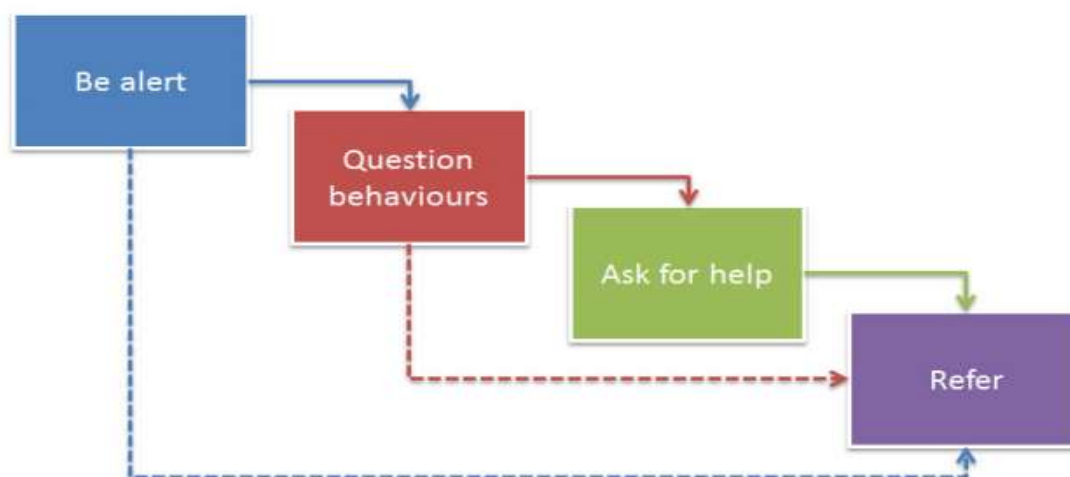 Be alert
Question
behaviours
Ask for help
Refer